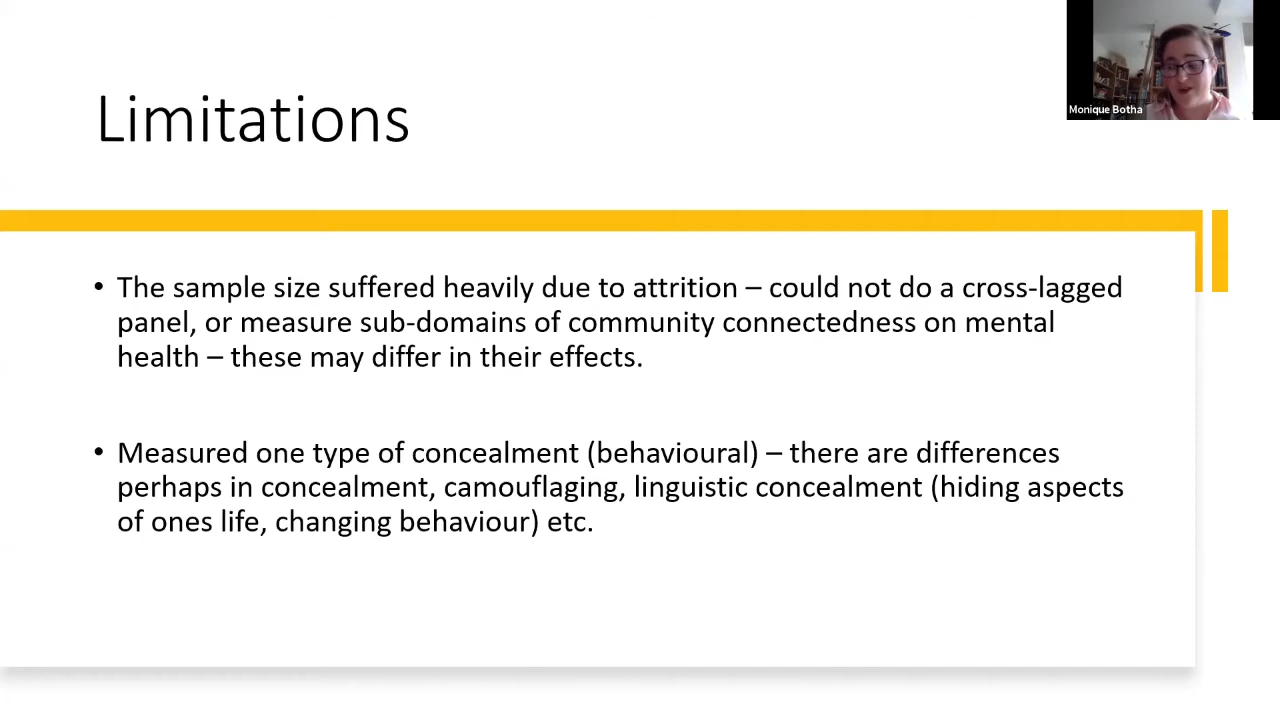 Monique Botha
Limitations
• The sample size suffered heavily due to attrition – could not do a cross-lagged
panel, or measure sub-domains of community connectedness on mental
health – these may differ in their effects.
• Measured one type of concealment (behavioural) – there are differences
perhaps in concealment, camouflaging, linguistic concealment (hiding aspects
of ones life, changing behaviour) etc.